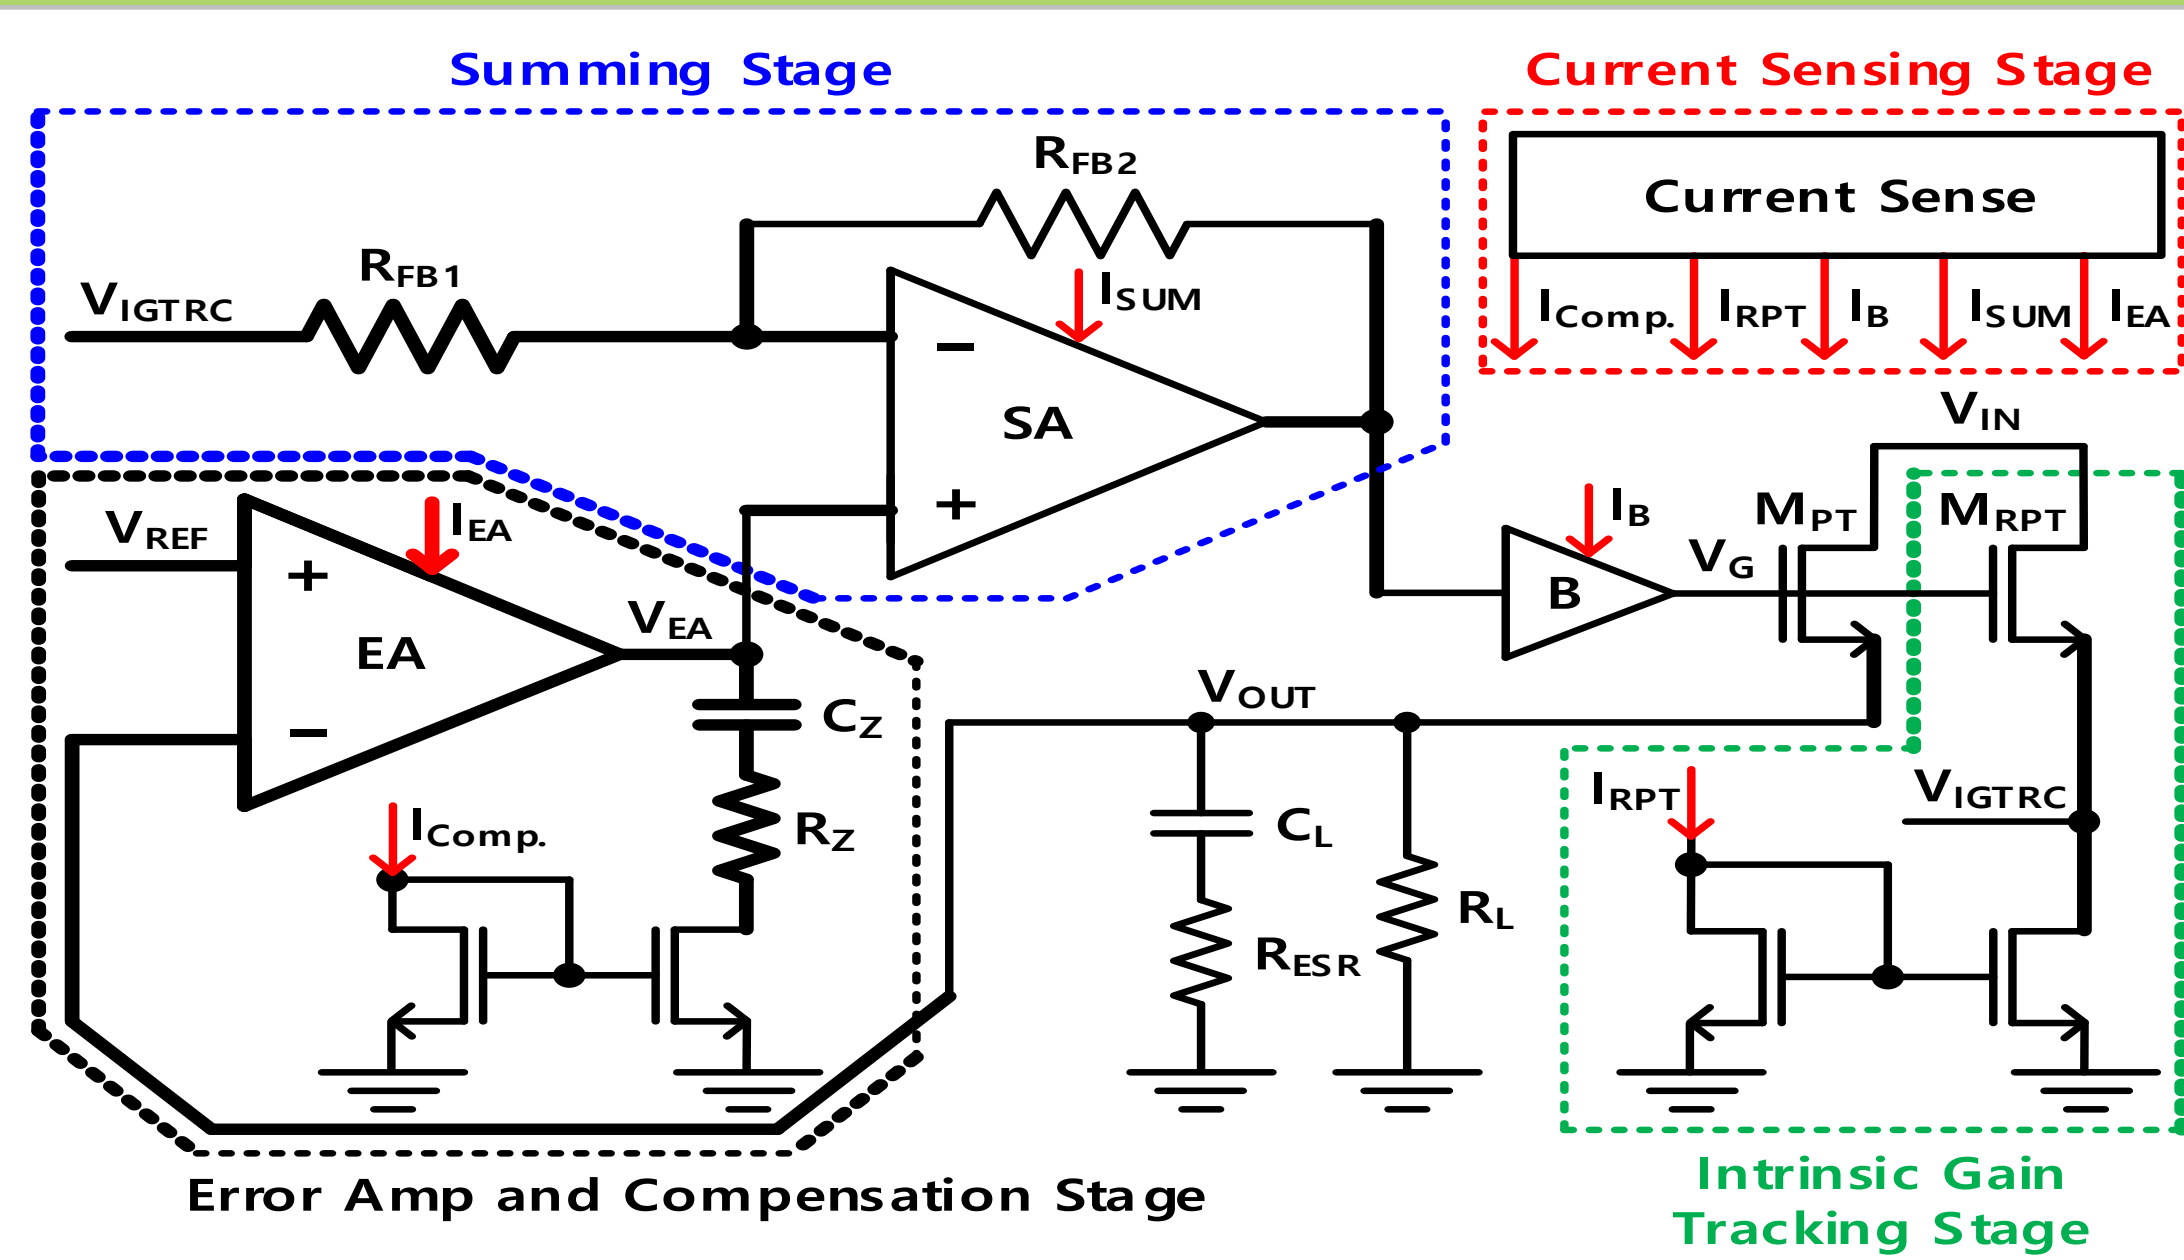 Summing Stage
Current Sensing Stage
RFB2
Current Sense
RFB1
VIGTRC
ISUM
IComp.
IRPT
IB
ISUM
IEA
−
SA
+
VIN
VREF
IEA
+
EA
−
VEA
IB
B
VG
MPT
MRPT
CZ
VOUT
RZ
IComp.
CL
RL
RESR
IRPT
VIGTRC
Error Amp and Compensation Stage
Intrinsic Gain
Tracking Stage